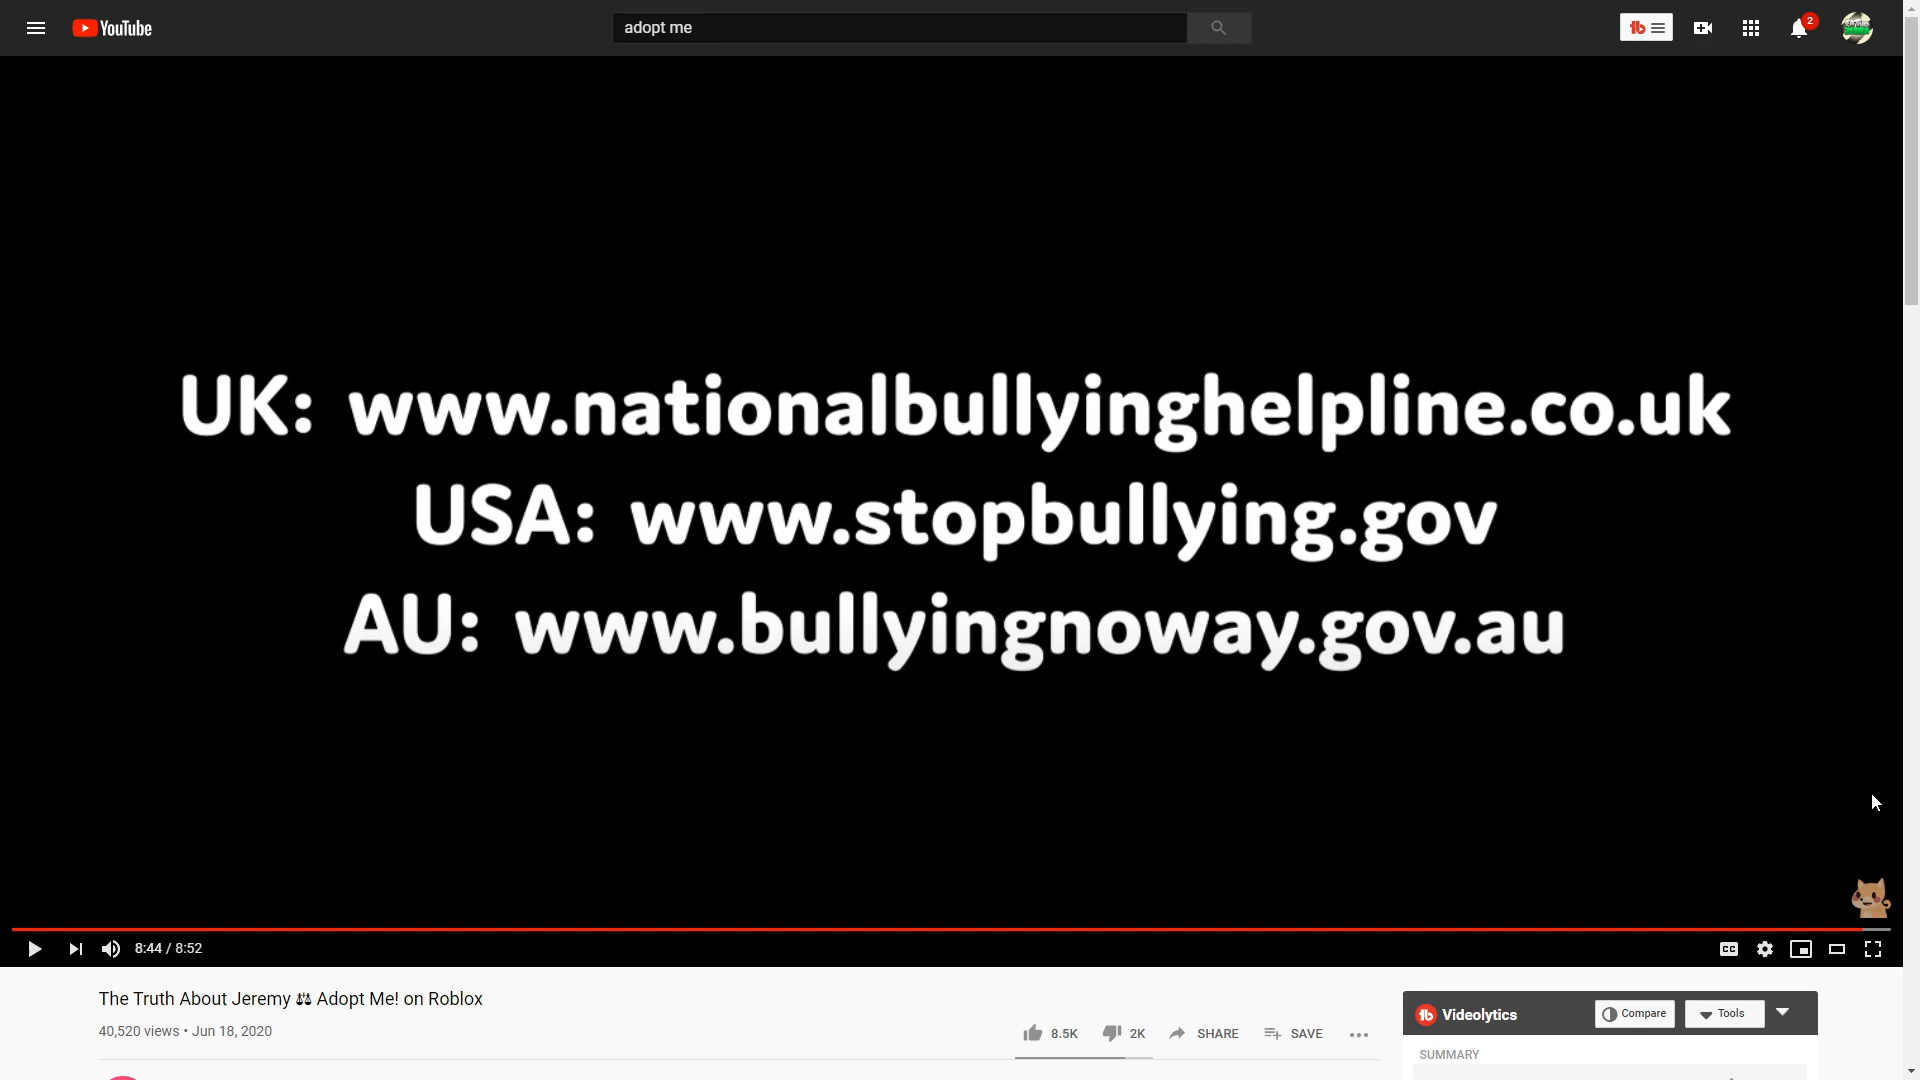 YouTube
adopt me
2
UK: www.nationalbullyinghelpline.co.uk
USA: www.stopbullying.gov
AU: www.bullyingnoway.gov.au
8:44 / 8:52
CC
The Truth About Jeremy ⚖ Adopt Me! on Roblox
40,520 views • Jun 18, 2020
8.5K
2K
SHARE
SAVE
Videolytics
Compare
Tools
SUMMARY